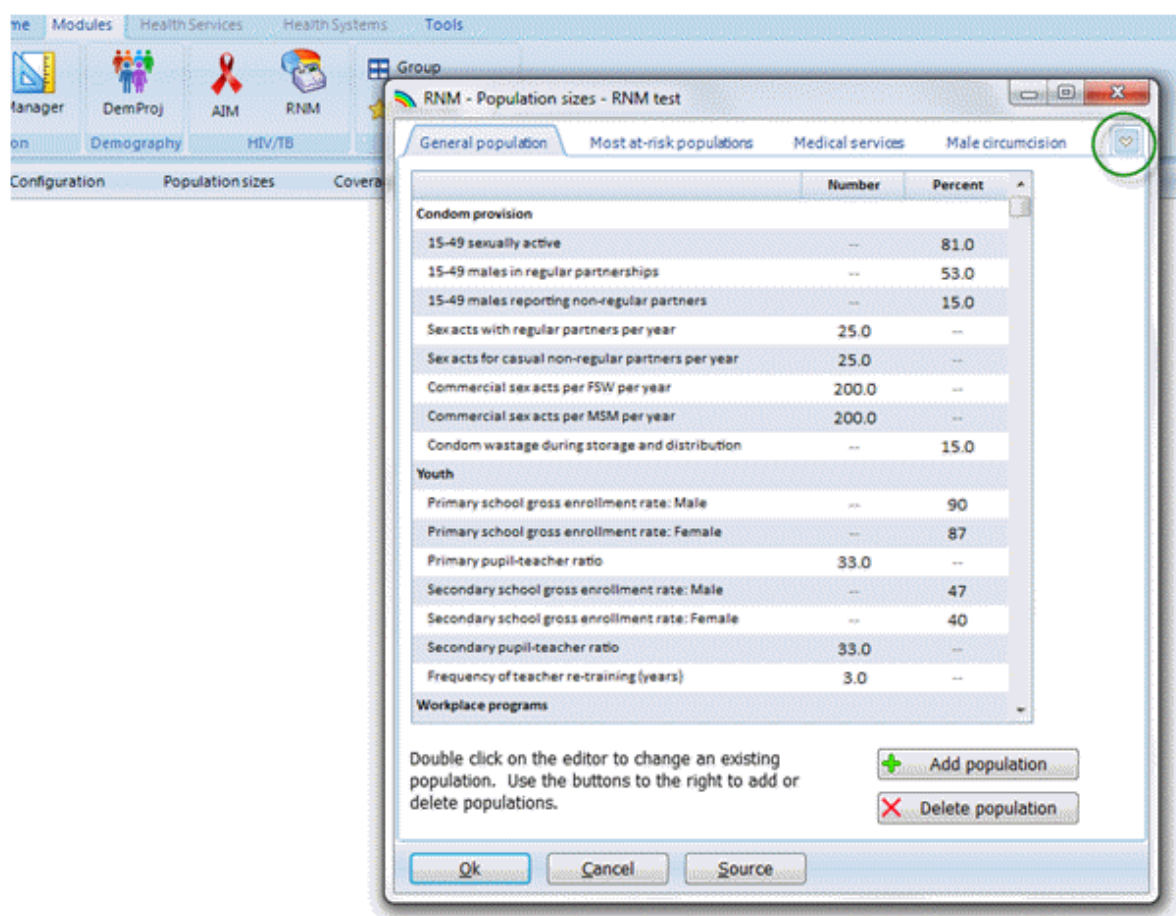 me Modules Health Services Health Systems Tools
Group
Manager DemProj AIM RNM
on Demography HIV/TB
Configuration Population sizes Covera
RNM - Population sizes - RNM test
General population Most at-risk populations Medical services Male circumcision
Number Percent
Condom provision
15-49 sexually active -- 81.0
15-49 males in regular partnerships -- 53.0
15-49 males reporting non-regular partners -- 15.0
Sex acts with regular partners per year 25.0 --
Sex acts for casual non-regular partners per year 25.0 --
Commercial sex acts per FSW per year 200.0 --
Commercial sex acts per MSM per year 200.0 --
Condom wastage during storage and distribution -- 15.0
Youth
Primary school gross enrollment rate: Male -- 90
Primary school gross enrollment rate: Female -- 87
Primary pupil-teacher ratio 33.0 --
Secondary school gross enrollment rate: Male -- 47
Secondary school gross enrollment rate: Female -- 40
Secondary pupil-teacher ratio 33.0 --
Frequency of teacher re-training (years) 3.0 --
Workplace programs
Double click on the editor to change an existing
population. Use the buttons to the right to add or
delete populations.
Add population
Delete population
Ok Cancel Source